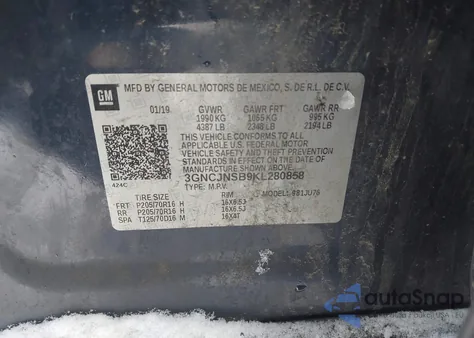 GM
MFD BY GENERAL MOTORS DE MEXICO, S. DE R.L. DE C.V.
01/19 GVWR GAWR FRT GAWR RR
1990 KG 1055 KG 995 KG
4387 LB 2348 LB 2194 LB
THIS VEHICLE CONFORMS TO ALL
APPLICABLE U.S. FEDERAL MOTOR
VEHICLE SAFETY AND THEFT
PREVENTION STANDARDS IN
EFFECT ON THE DATE OF
MANUFACTURE SHOWN ABOVE.
3GNCJNSB9KL280858
TYPE: M.P.V.
424C
TIRE SIZE RIM MODEL:
FRT P205/70R16 H 16X6.5J
RR P205/70R16 H 16X6.5J
SPA T125/70D16 M 16X4T
autoSnap